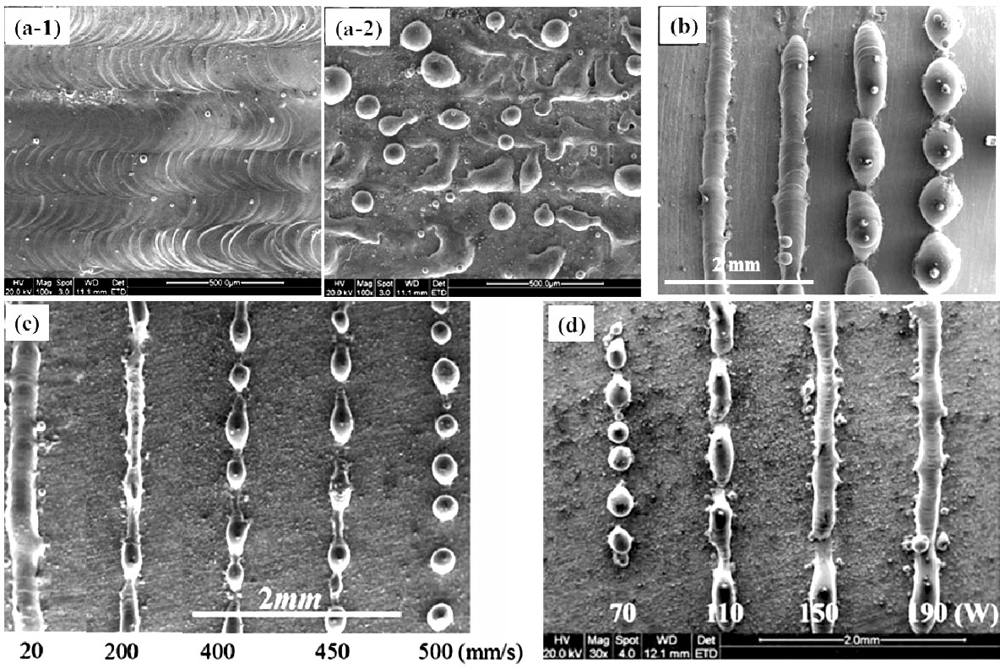 (a-1)
HV Mag Spot WD Det
20.0 kV 100x 3.0 11.1 mm ETD 500.0µm
(a-2)
HV Mag Spot WD Det
20.0 kV 100x 3.0 11.1 mm ETD 500.0µm
(b)
2 mm
(c)
2mm
20 200 400 450 500 (mm/s)
(d)
70 110 150 190 (W)
HV Mag Spot WD Det
20.0 kV 30x 4.0 12.1 mm ETD 2.0mm